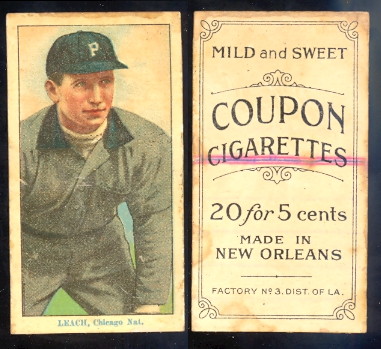 P
LEACH, Chicago Nat.
MILD and SWEET
COUPON
CIGARETTES
20 for 5 cents
MADE IN
NEW ORLEANS
FACTORY Nº 3. DIST. OF LA.